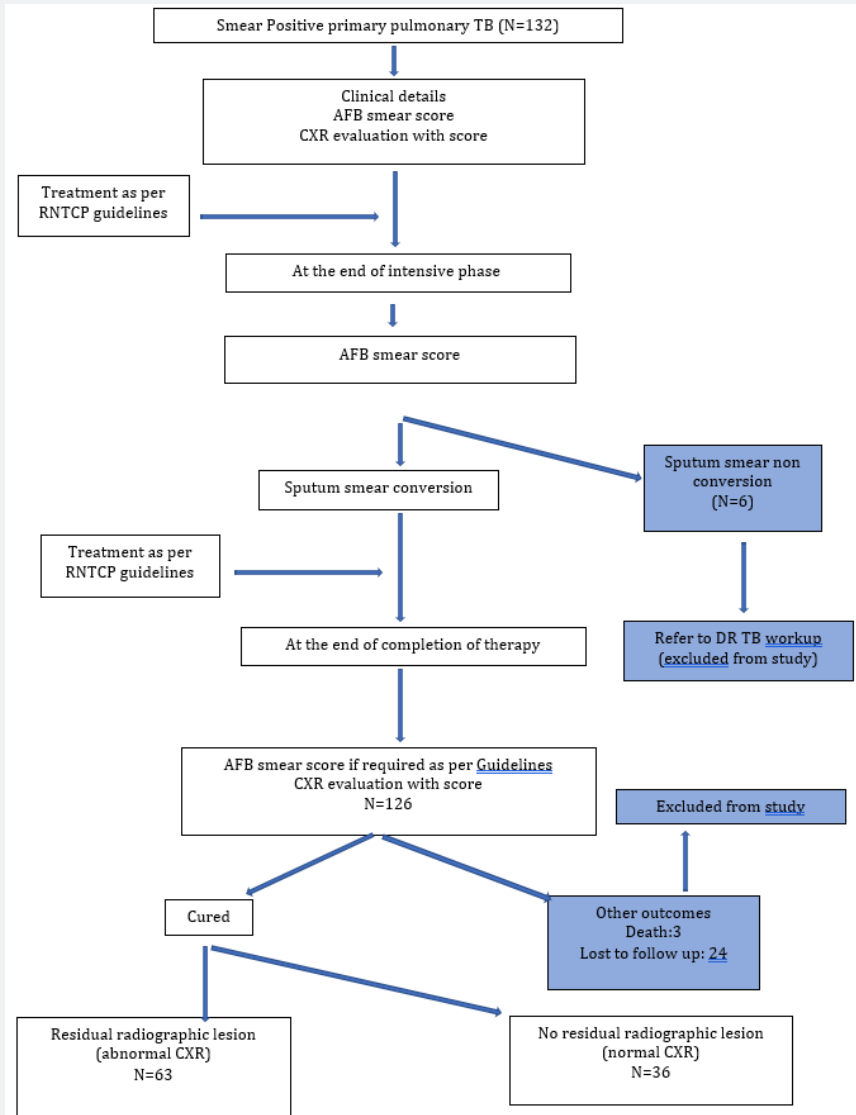 Smear Positive primary pulmonary TB (N=132)
Clinical details
AFB smear score
CXR evaluation with score
Treatment as per
RNTCP guidelines
At the end of intensive phase
AFB smear score
Sputum smear non
conversion
(N=6)
Sputum smear conversion
Treatment as per
RNTCP guidelines
Refer to DR TB workup
(excluded from study)
At the end of completion of therapy
AFB smear score if required as per Guidelines
CXR evaluation with score
N=126
Excluded from study
Cured
Other outcomes
Death:3
Lost to follow up: 24
Residual radiographic lesion
(abnormal CXR)
N=63
No residual radiographic lesion
(normal CXR)
N=36